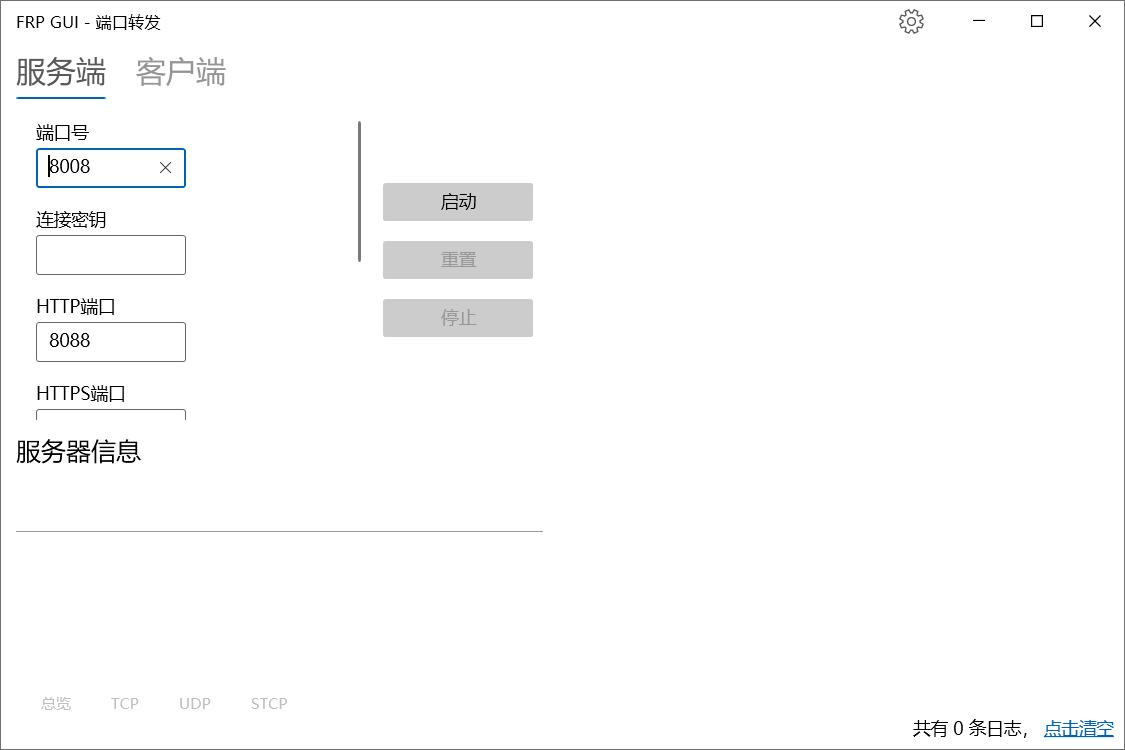 FRP GUI - 端口转发
服务端 客户端
端口号
8008
连接密钥
HTTP端口
8088
HTTPS端口
启动
重置
停止
服务器信息
总览 TCP UDP STCP
共有 0 条日志， 点击清空